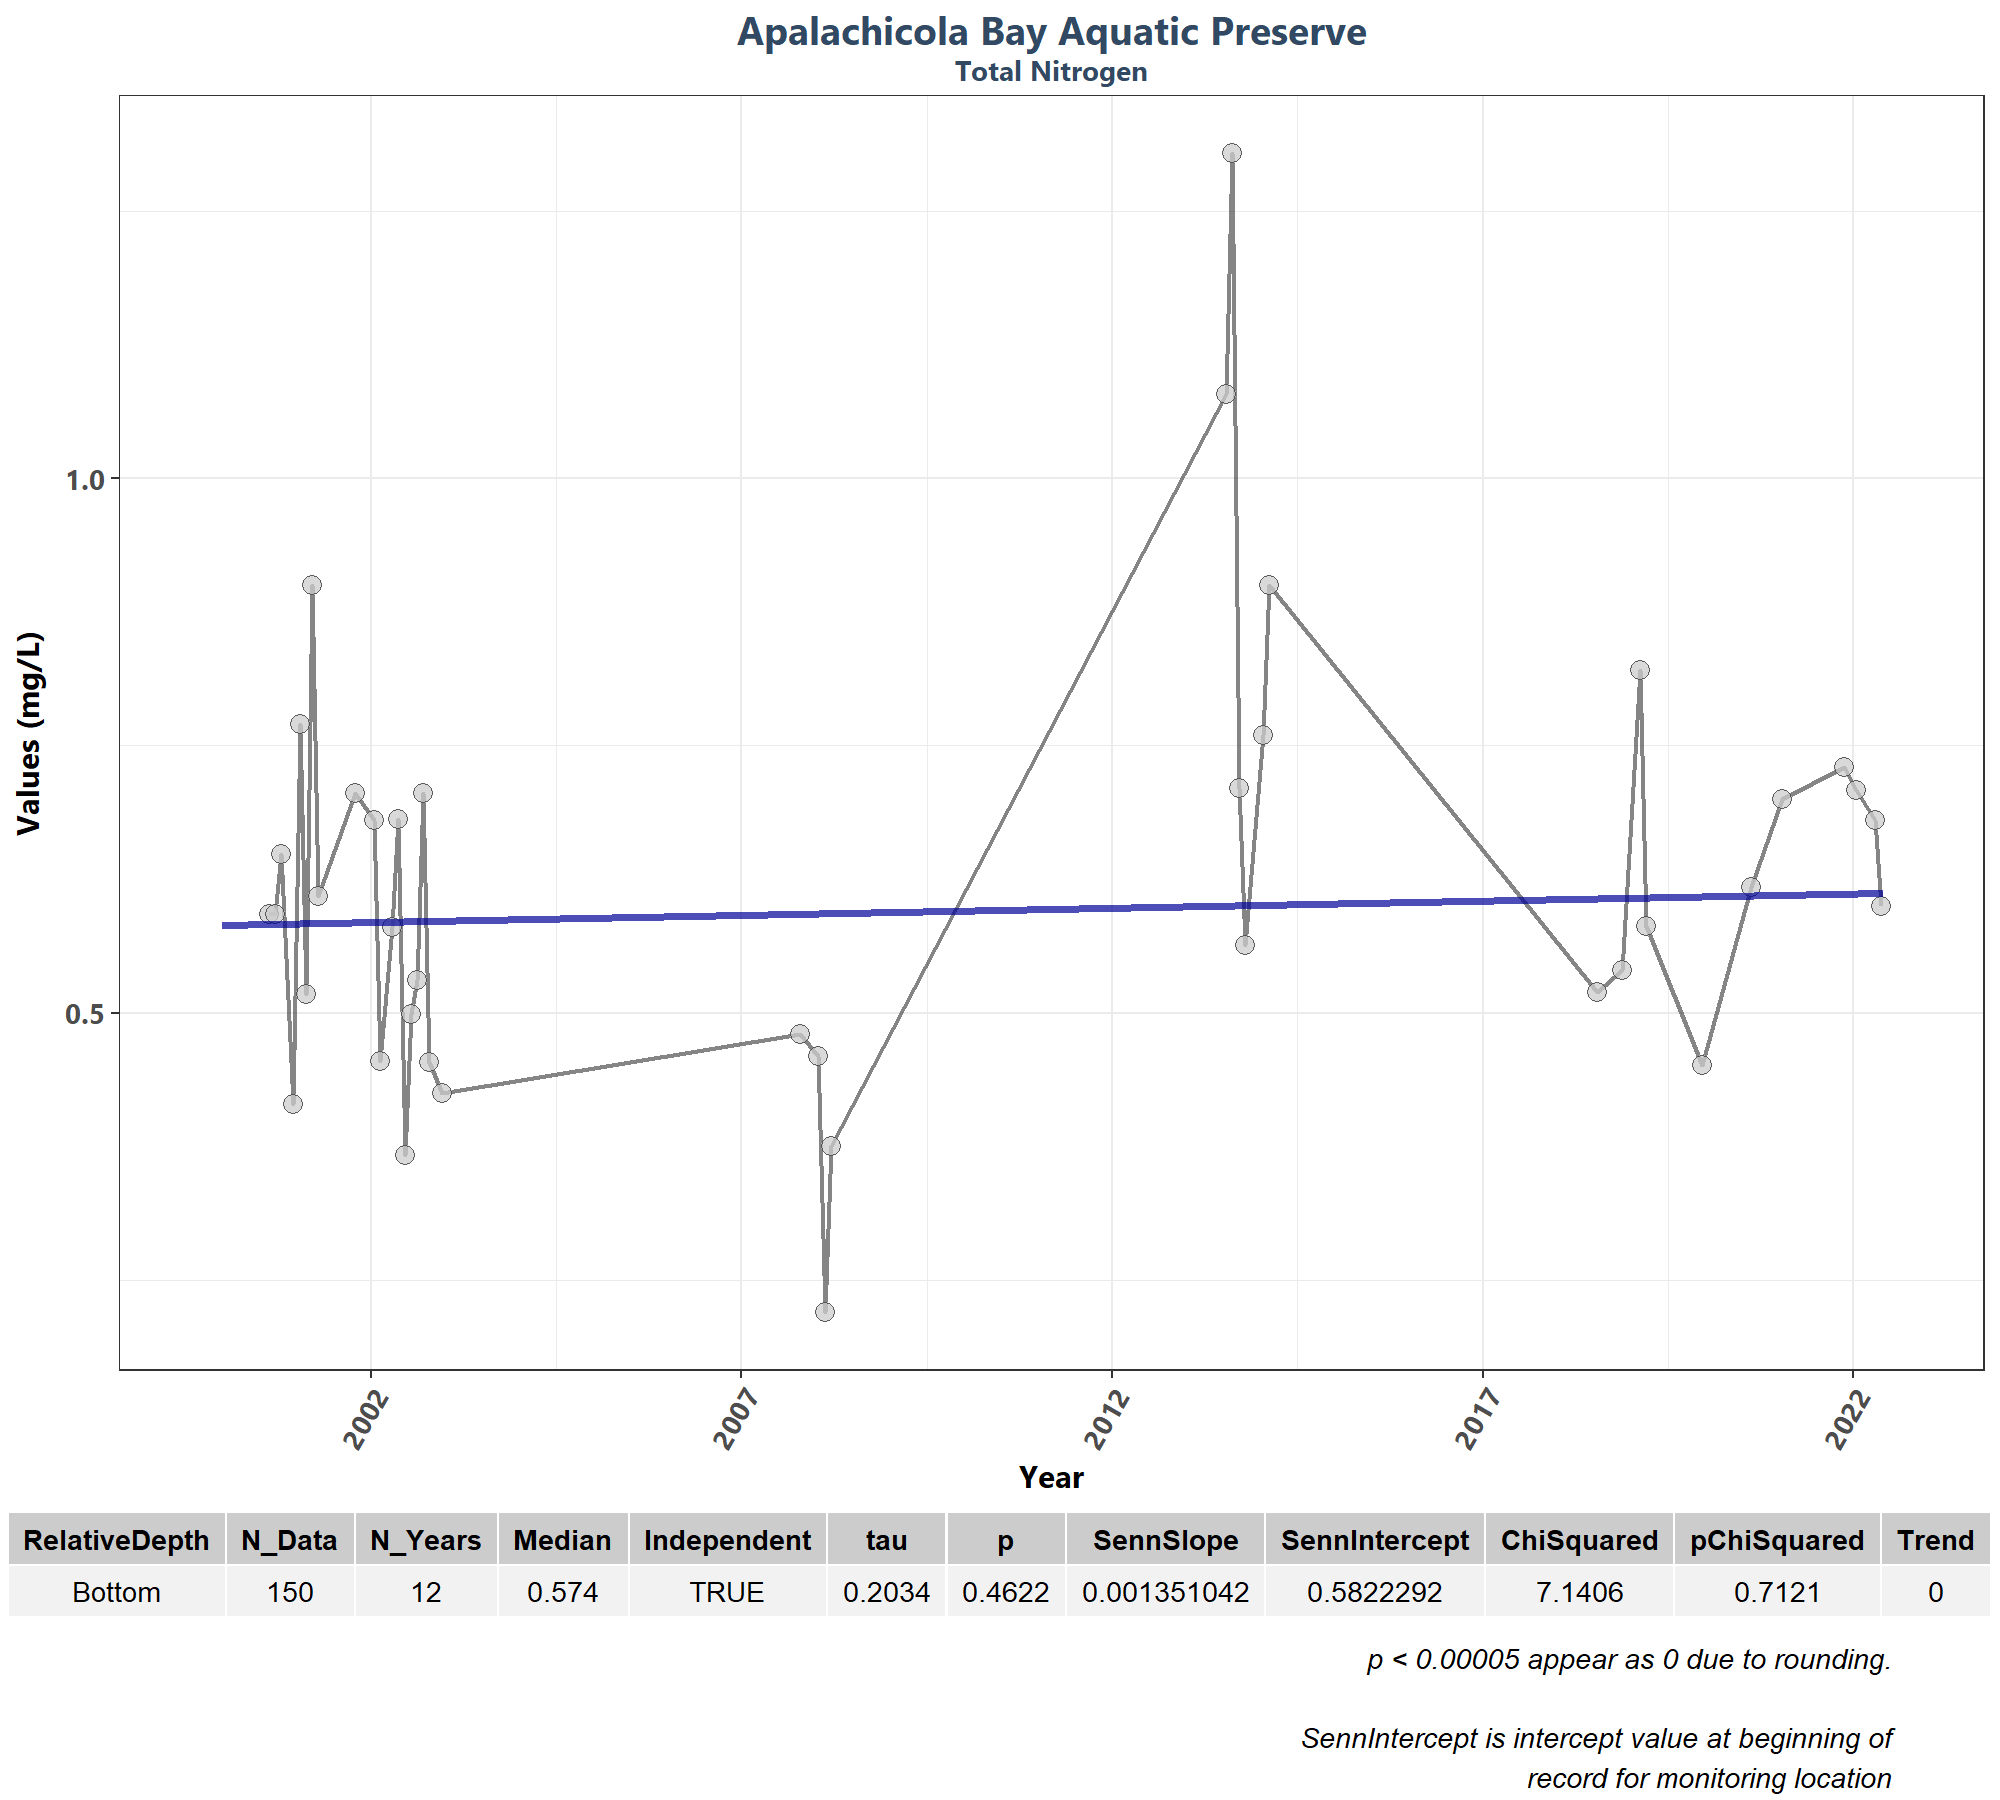 Apalachicola Bay Aquatic Preserve
Total Nitrogen
Values (mg/L)
1.0
0.5
2002 2007 2012 2017 2022
Year
RelativeDepth N_Data N_Years Median Independent tau p SennSlope SennIntercept ChiSquared pChiSquared Trend
Bottom 150 12 0.574 TRUE 0.2034 0.4622 0.001351042 0.5822292 7.1406 0.7121 0
p < 0.00005 appear as 0 due to rounding.
SennIntercept is intercept value at beginning of
record for monitoring location